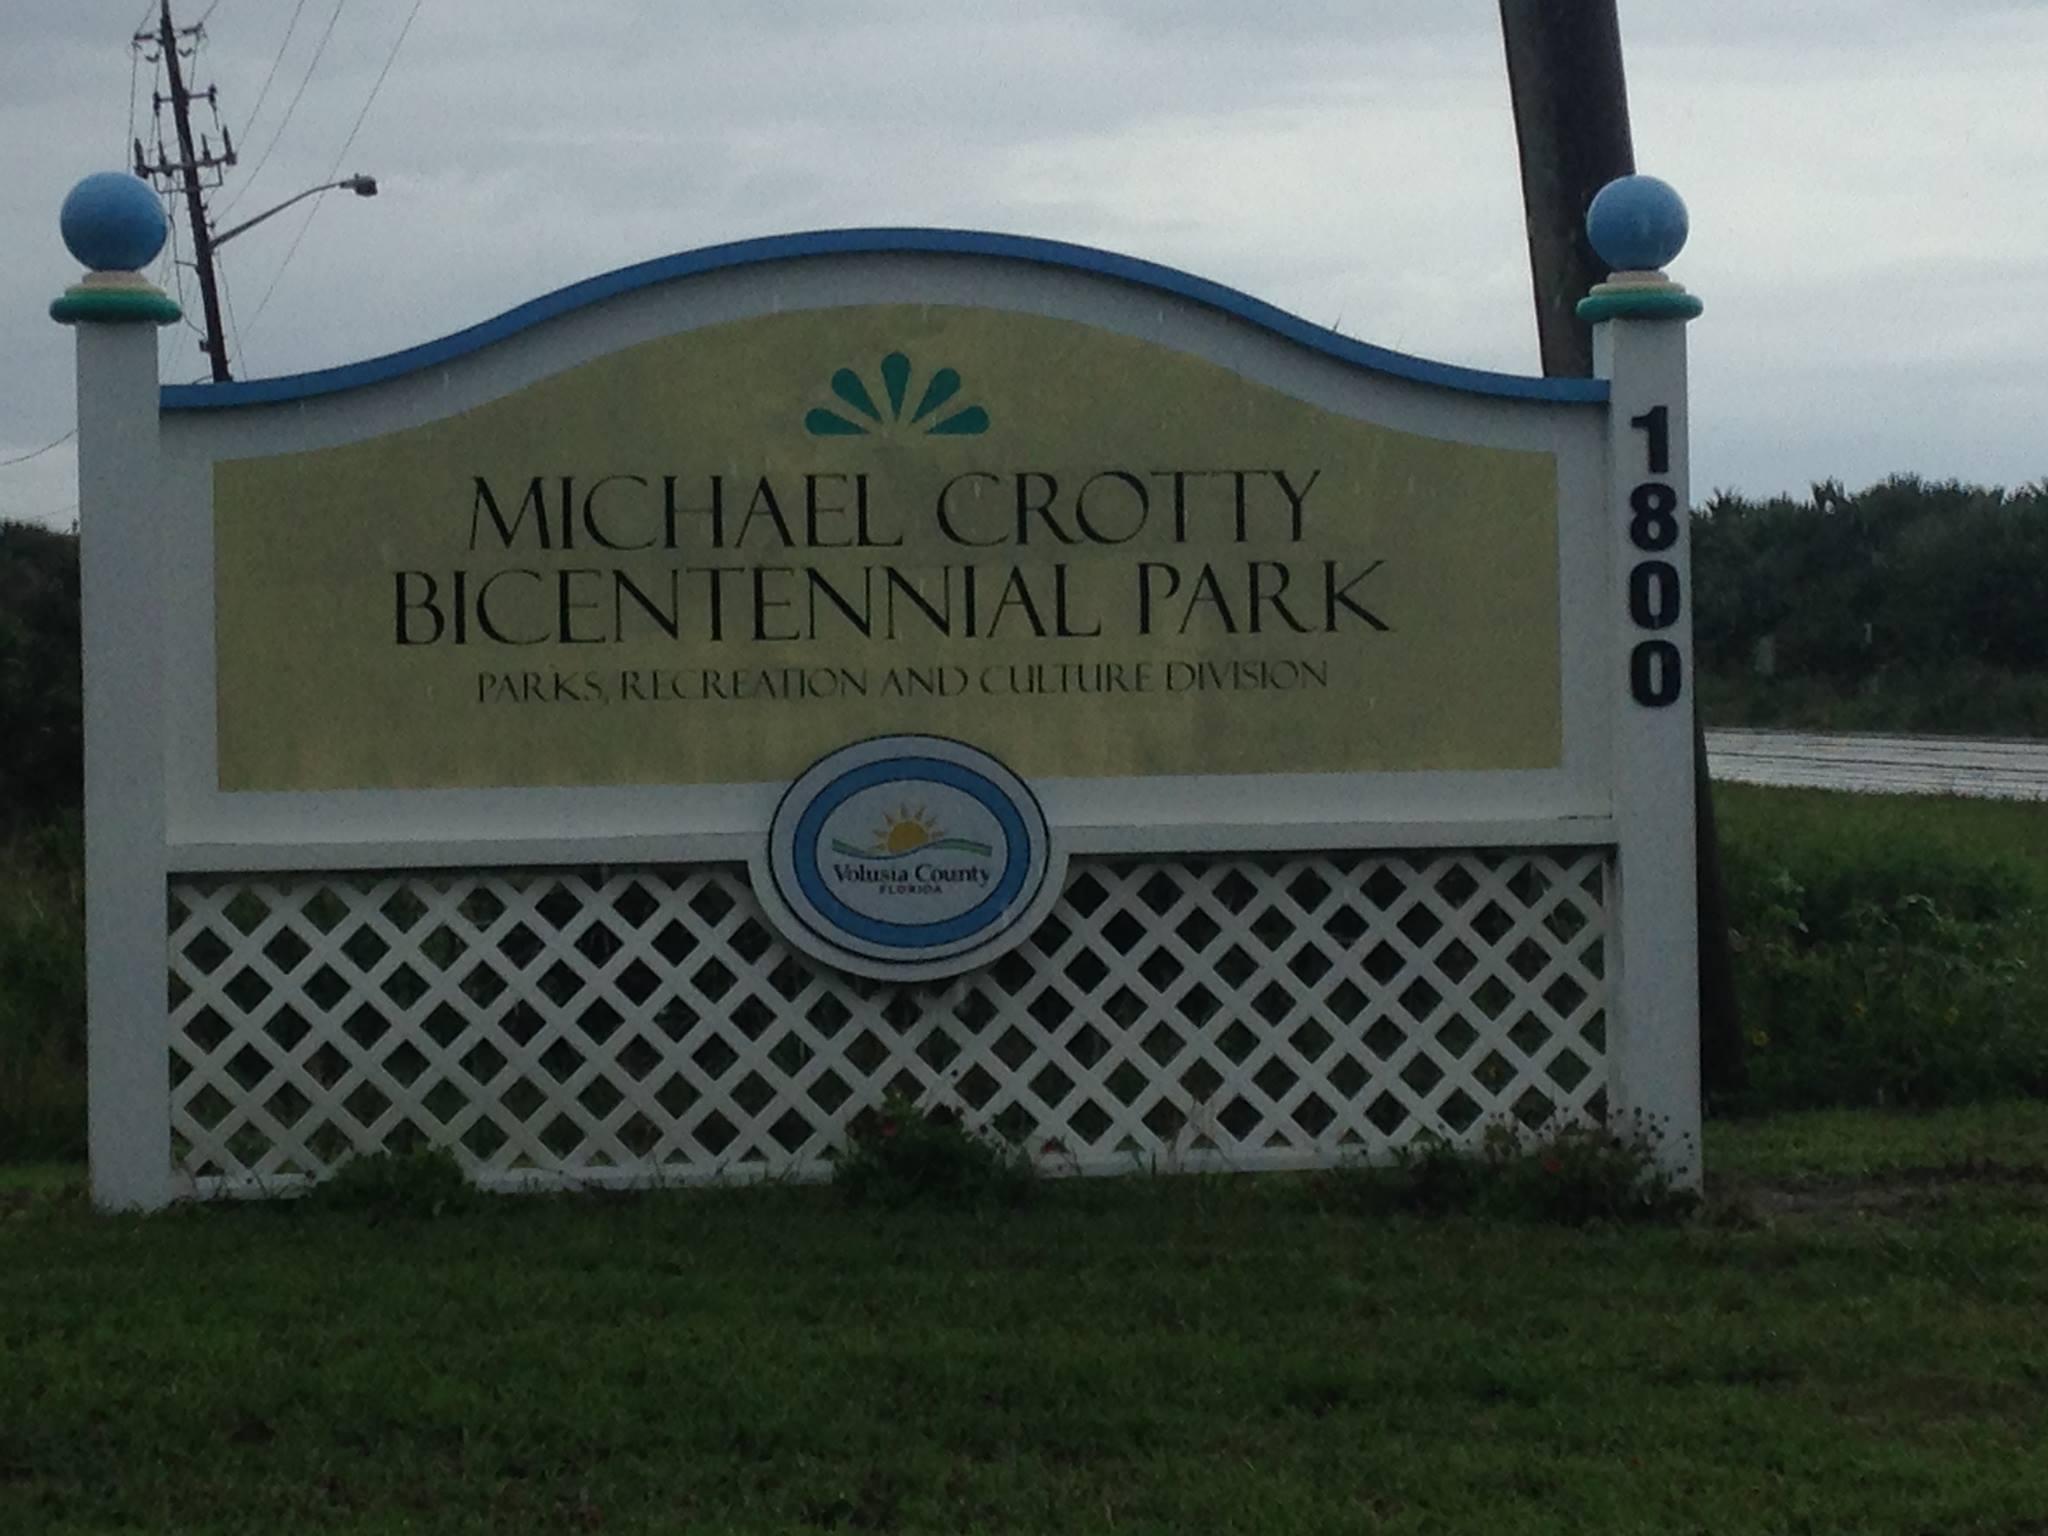 MICHAEL CROTTY
BICENTENNIAL PARK
PARKS, RECREATION AND CULTURE DIVISION
Volusia County
FLORIDA
1800